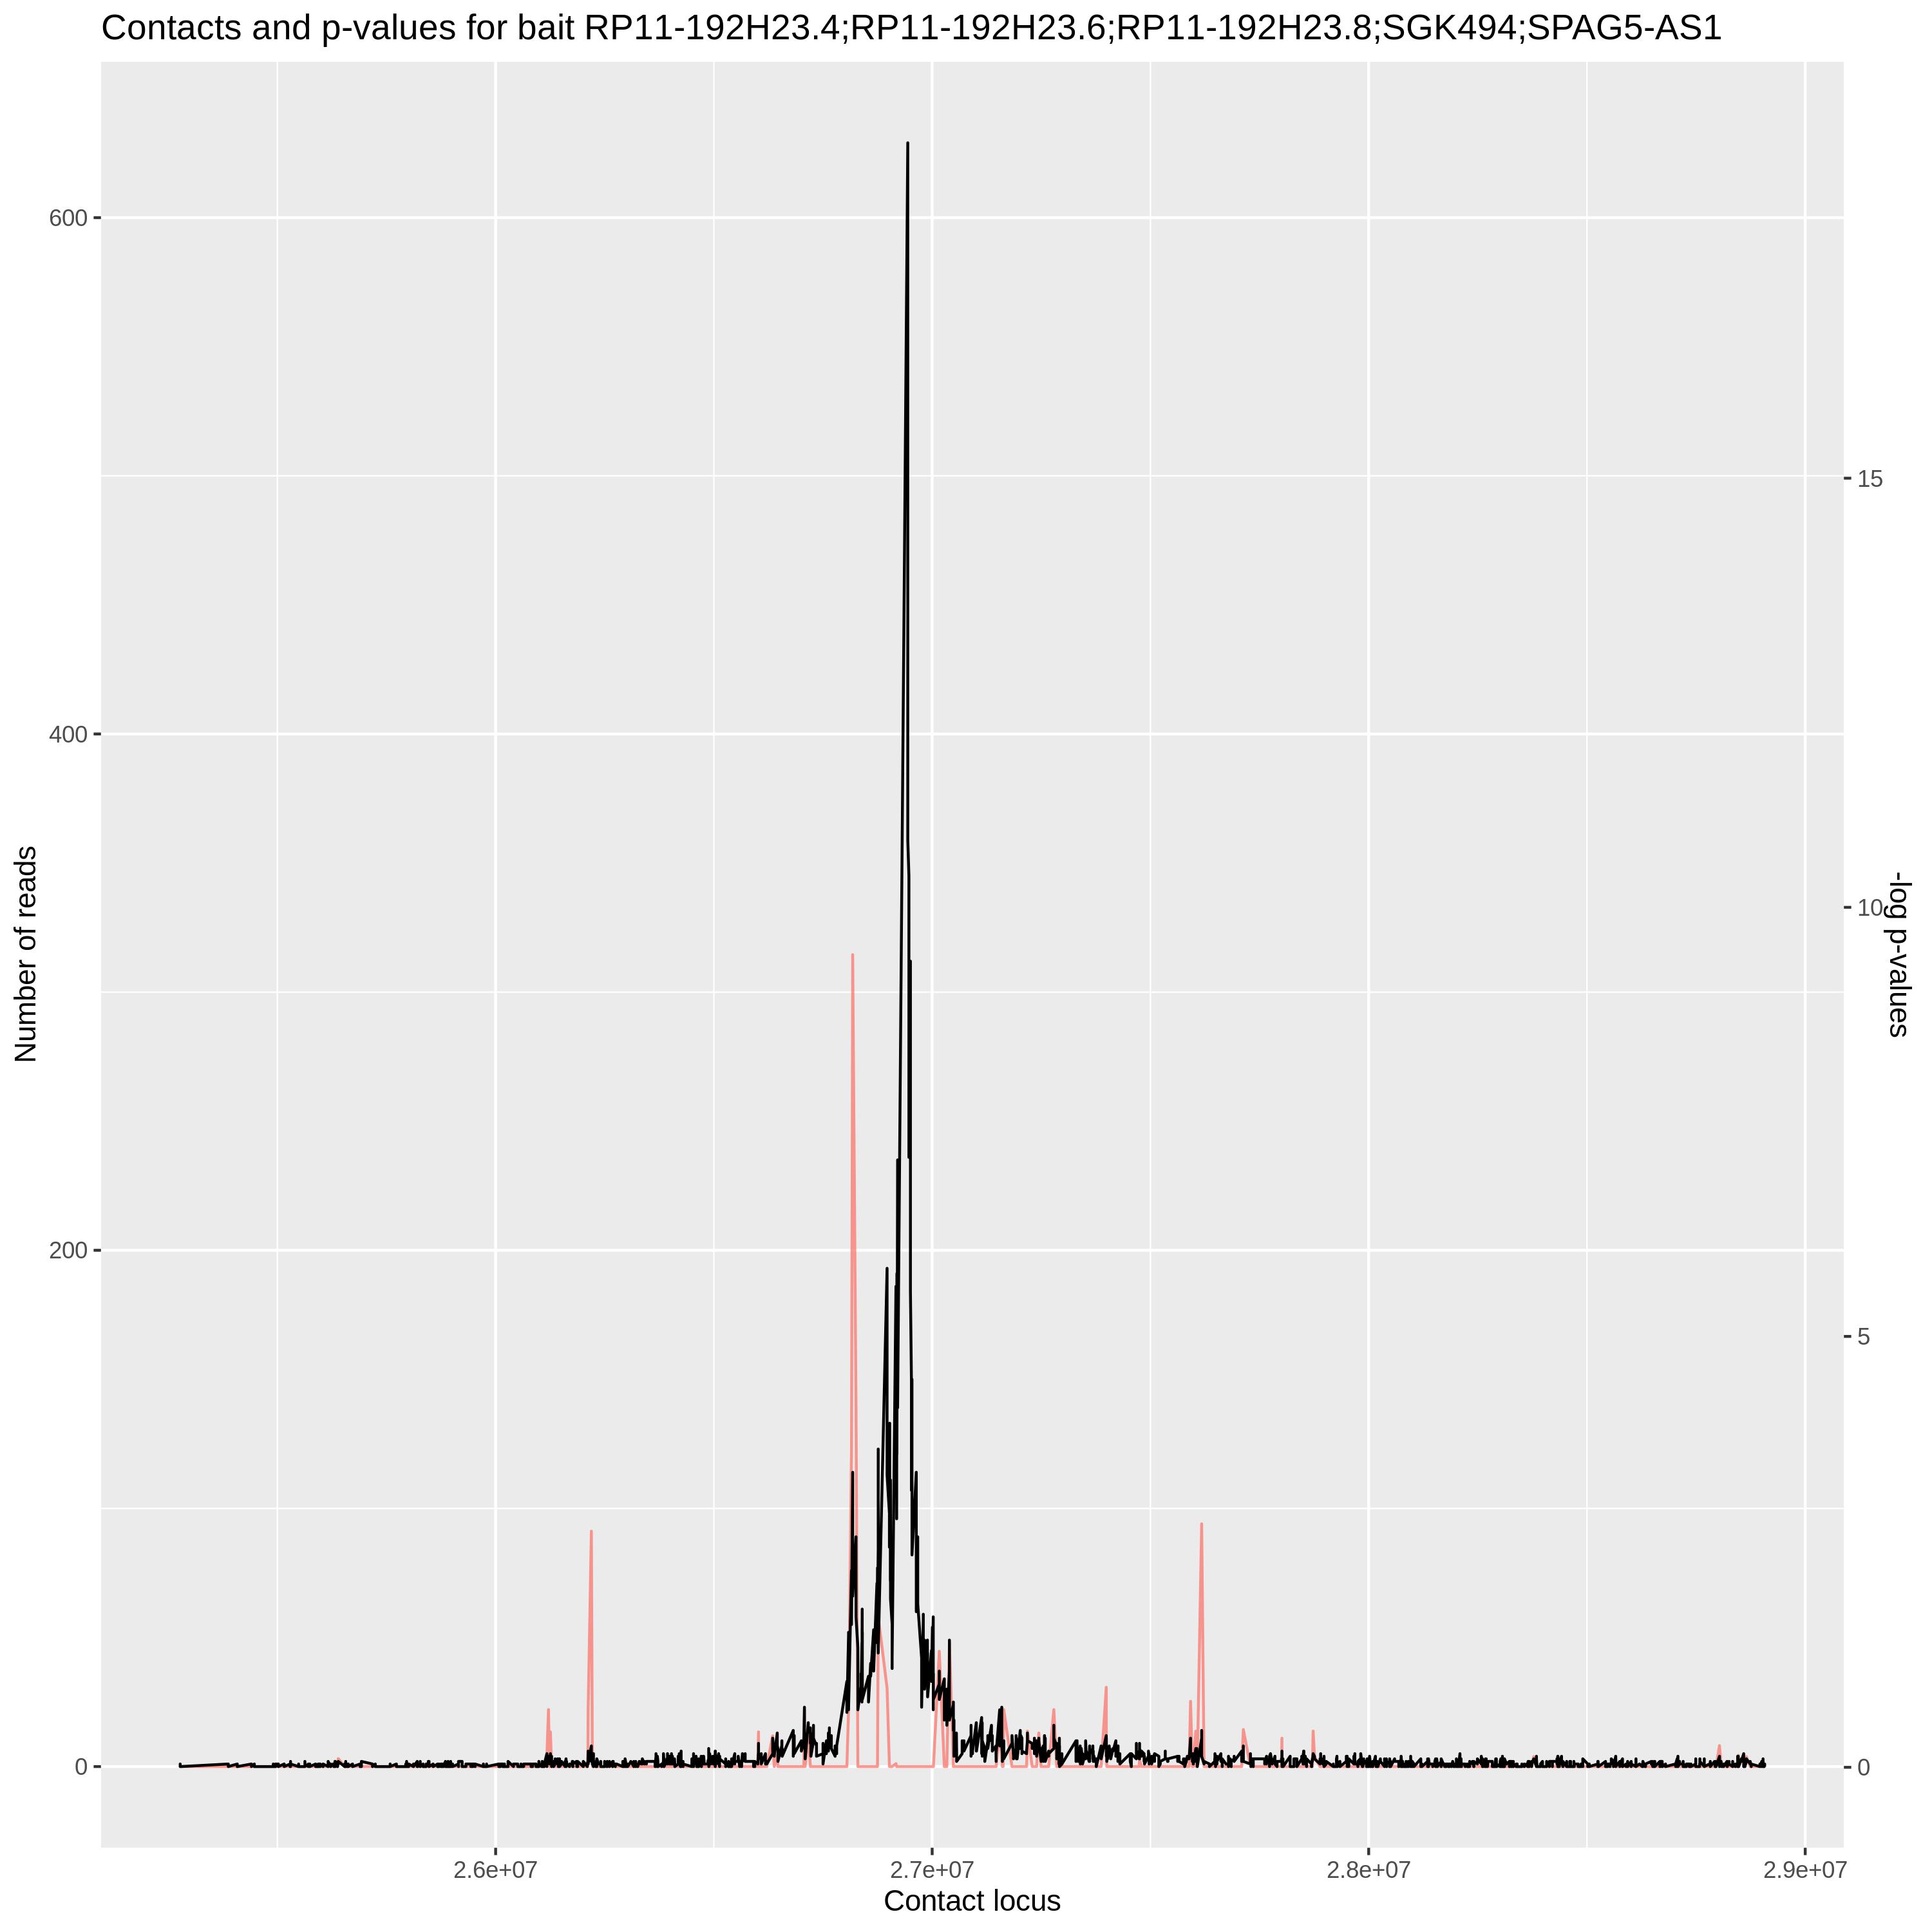 Contacts and p-values for bait RP11-192H23.4;RP11-192H23.6;RP11-192H23.8;SGK494;SPAG5-AS1
600
400
200
0
Number of reads
15
10
5
0
-log p-values
2.6e+07
2.7e+07
2.8e+07
2.9e+07
Contact locus